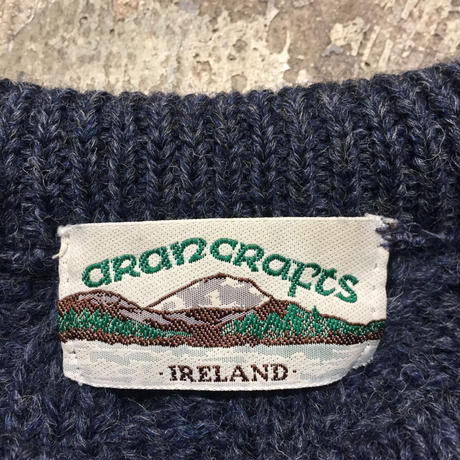 arancrafts
· IRELAND ·